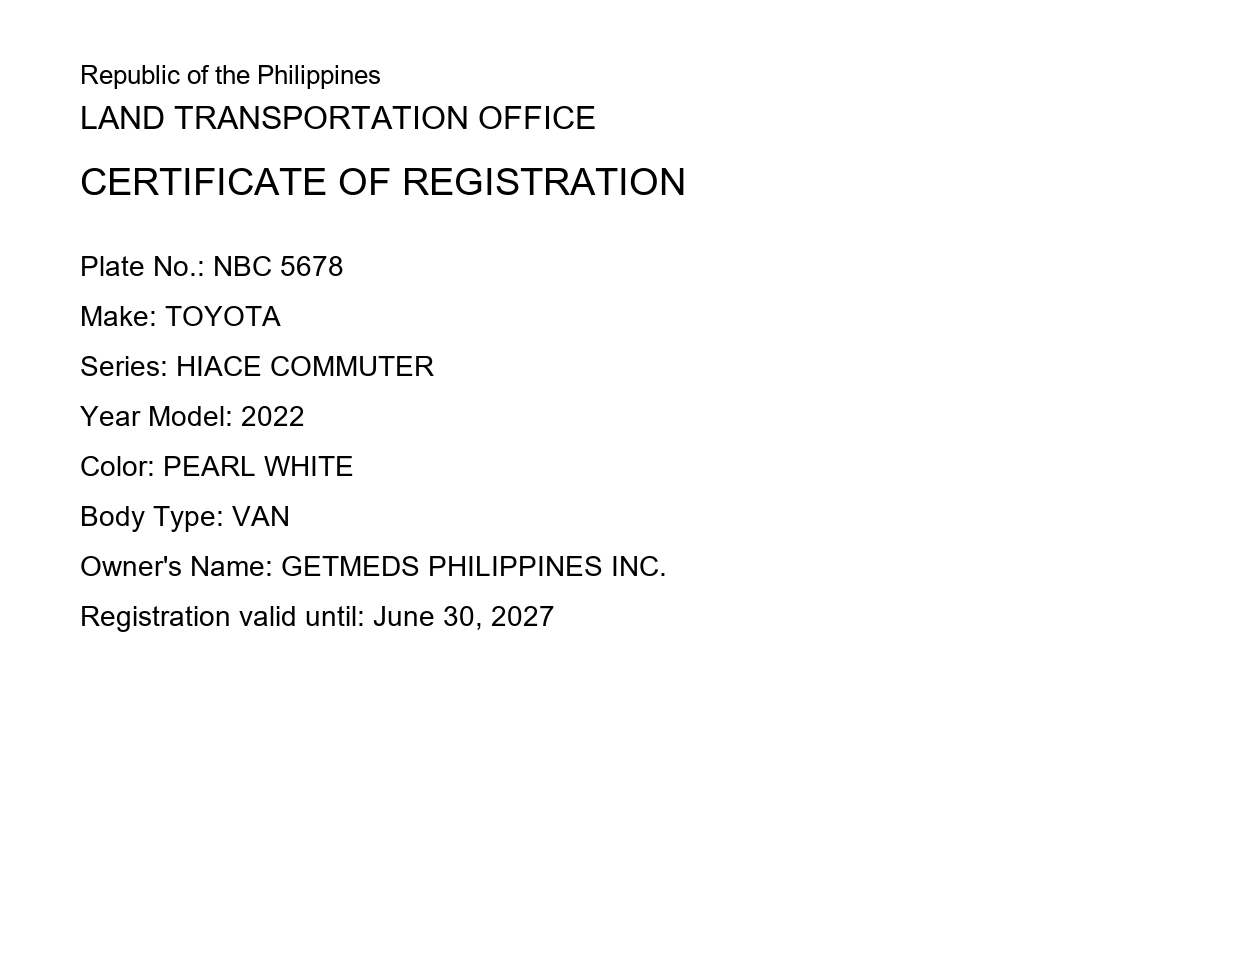 Republic of the Philippines
LAND TRANSPORTATION OFFICE
CERTIFICATE OF REGISTRATION
Plate No.: NBC 5678
Make: TOYOTA
Series: HIACE COMMUTER
Year Model: 2022
Color: PEARL WHITE
Body Type: VAN
Owner's Name: GETMEDS PHILIPPINES INC.
Registration valid until: June 30, 2027